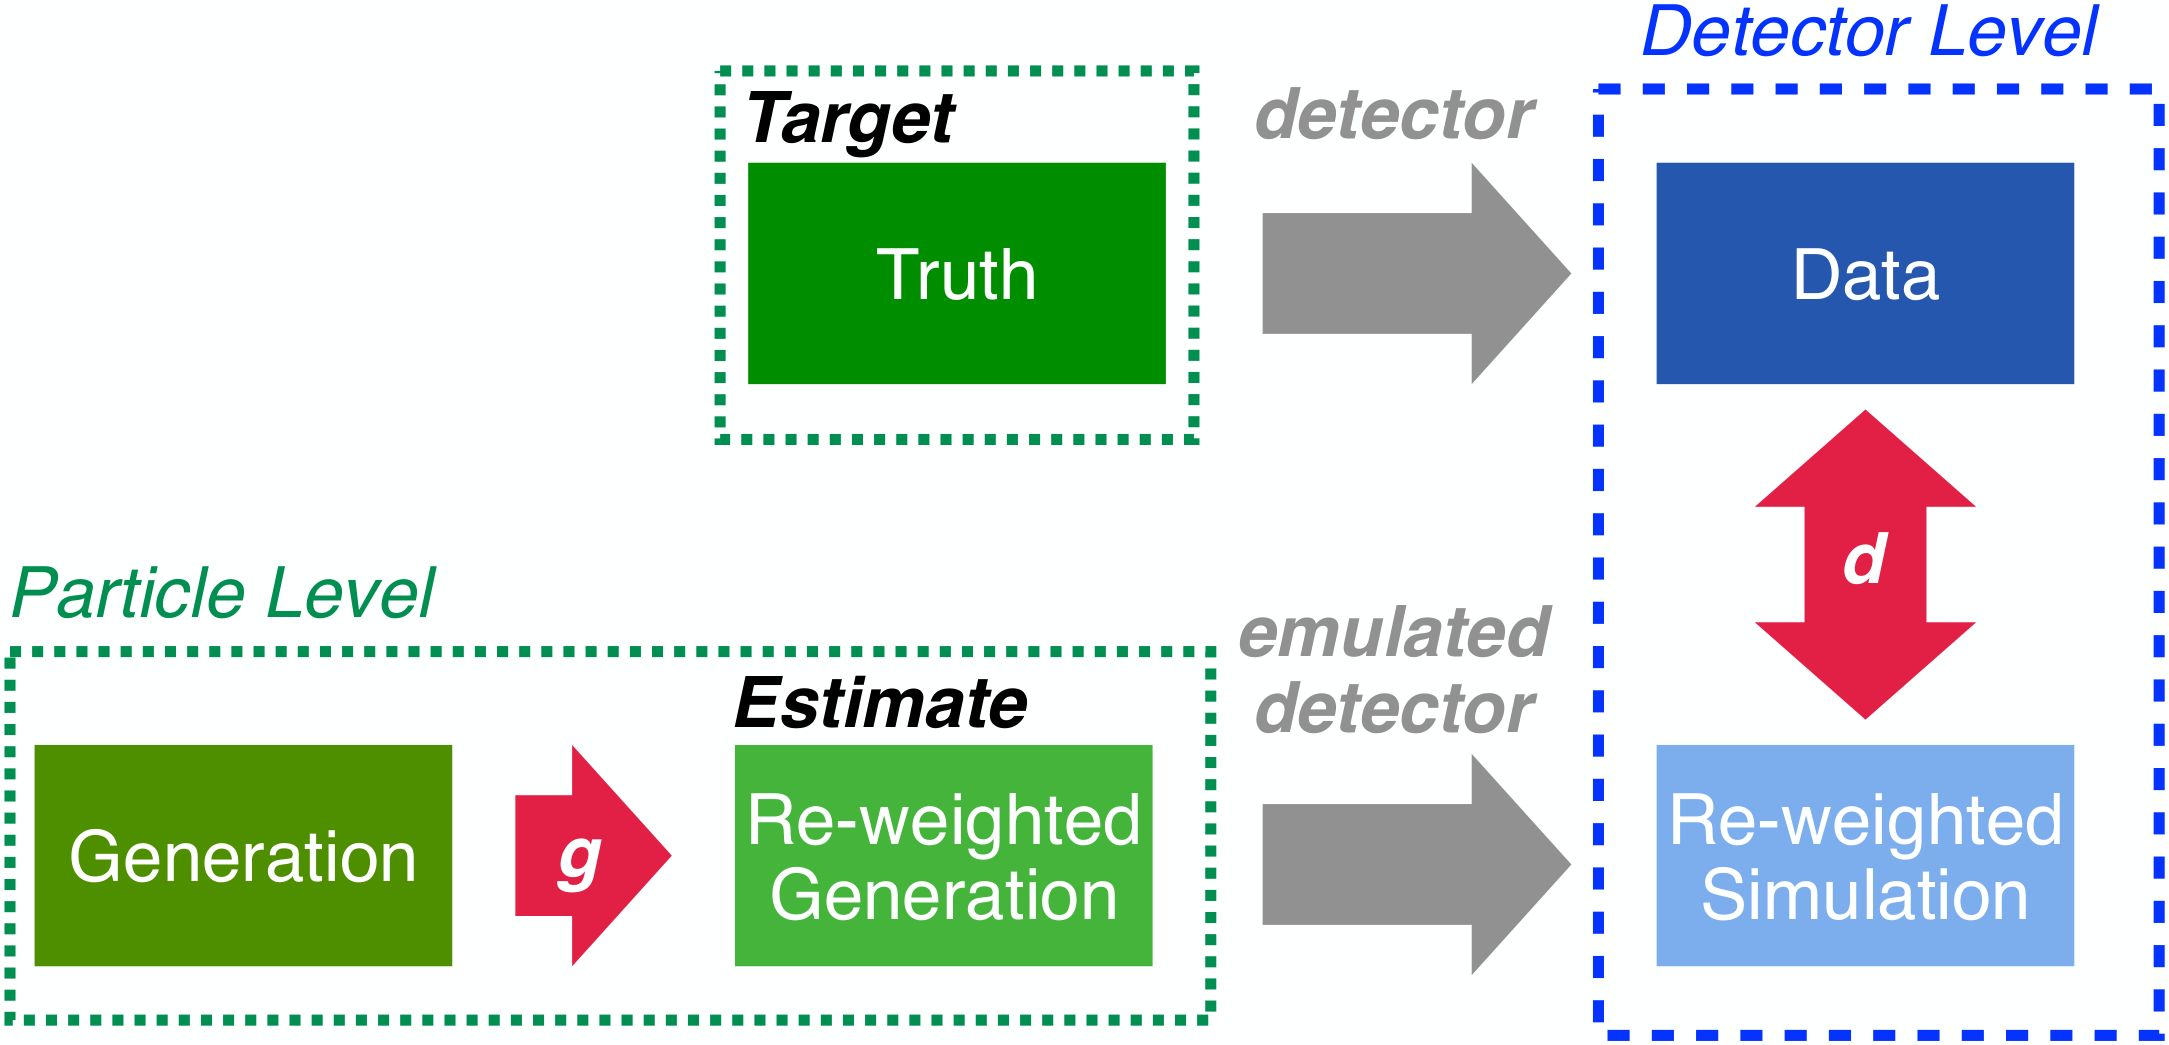 Detector Level
Target
detector
Truth
Data
d
Particle Level
emulated
detector
Estimate
Generation
g
Re-weighted
Generation
Re-weighted
Simulation